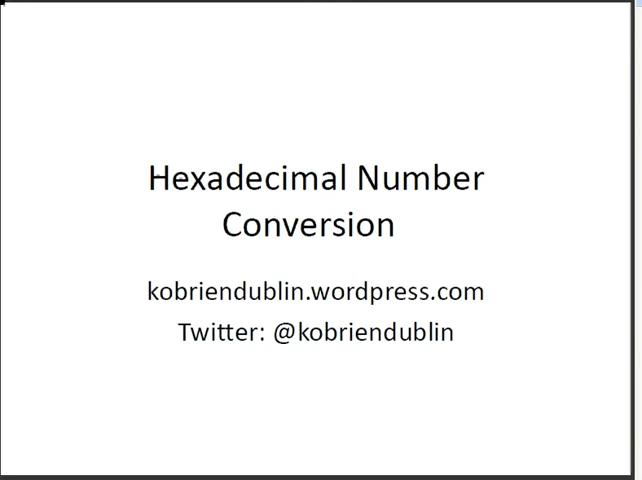 Hexadecimal Number
Conversion
kobriendublin.wordpress.com
Twitter: @kobriendublin